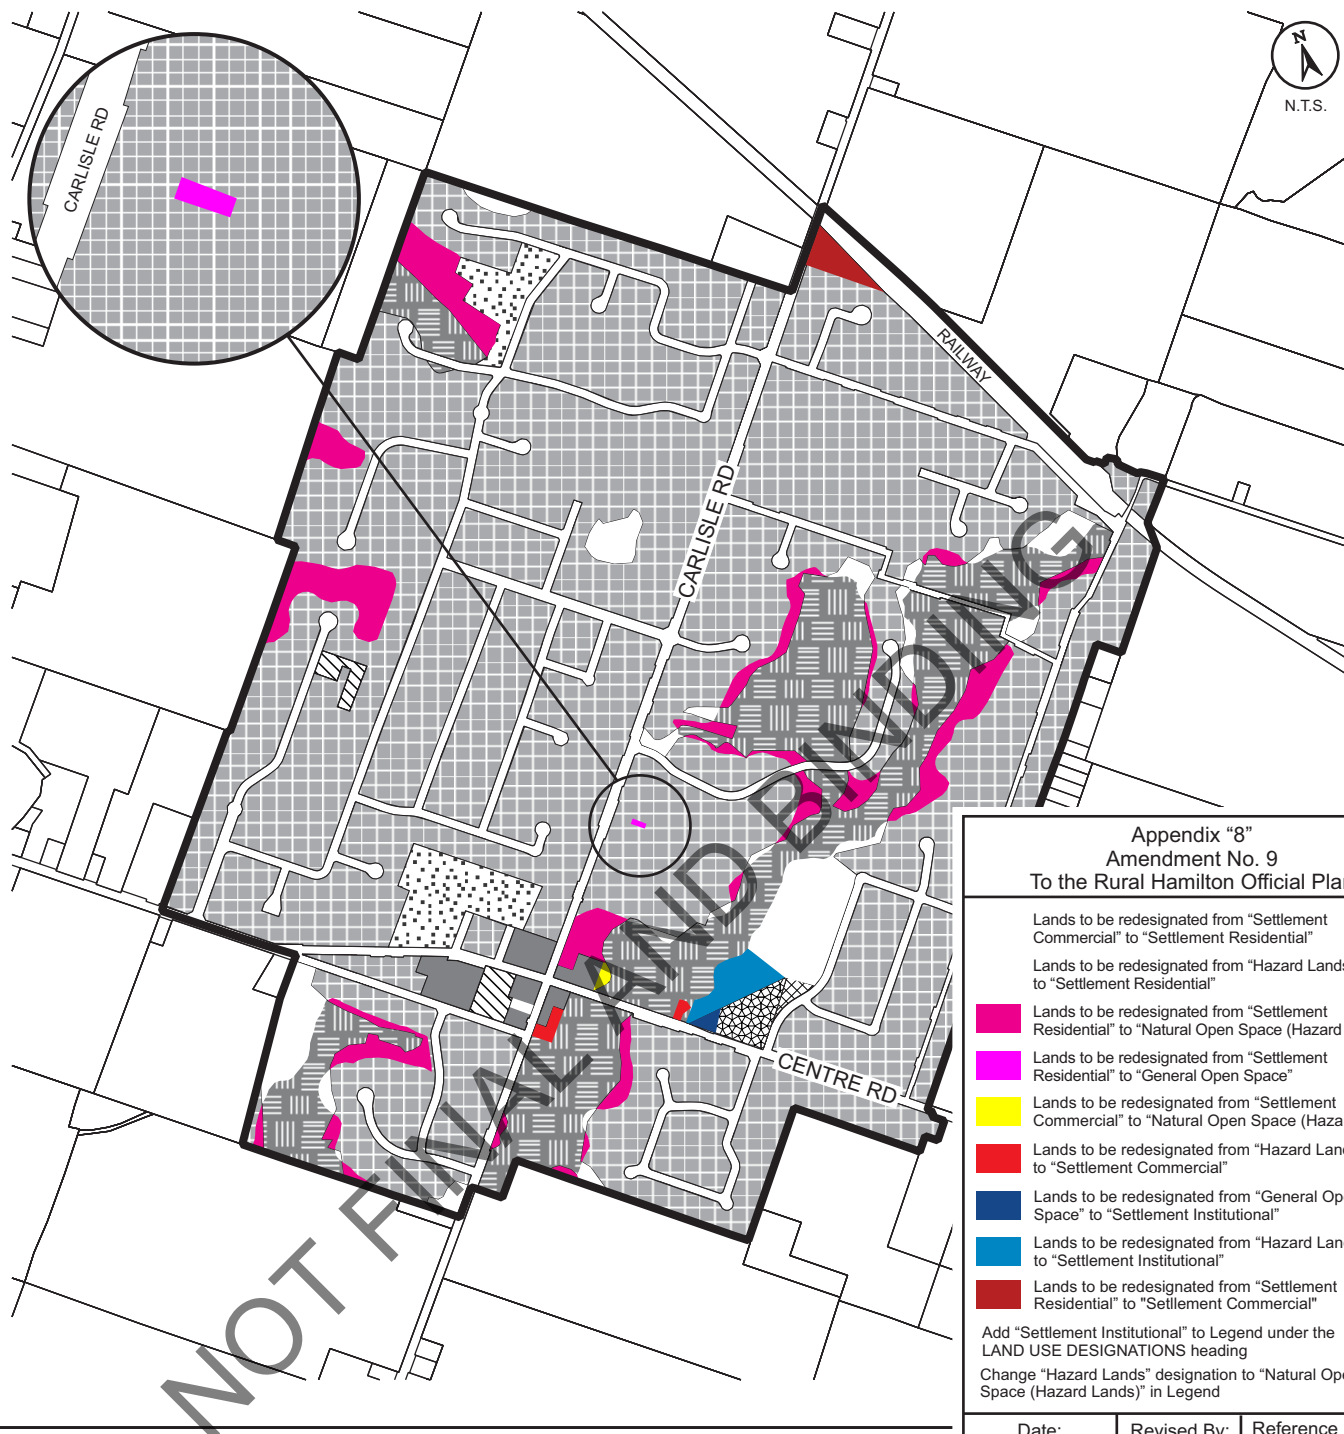 N
N.T.S.
CARLISLE RD
RAILWAY
CARLISLE RD
CENTRE RD
NOT FINAL AND BINDING
Appendix “8”
Amendment No. 9
To the Rural Hamilton Official Plan
Lands to be redesignated from “Settlement
Commercial” to “Settlement Residential”
Lands to be redesignated from “Hazard Lands
to “Settlement Residential”
Lands to be redesignated from “Settlement
Residential” to “Natural Open Space (Hazard
Lands to be redesignated from “Settlement
Residential” to “General Open Space”
Lands to be redesignated from “Settlement
Commercial” to “Natural Open Space (Haza
Lands to be redesignated from “Hazard Lan
to “Settlement Commercial”
Lands to be redesignated from “General Op
Space” to “Settlement Institutional”
Lands to be redesignated from “Hazard Lan
to “Settlement Institutional”
Lands to be redesignated from “Settlement
Residential” to "Setllement Commercial"
Add “Settlement Institutional” to Legend under the
LAND USE DESIGNATIONS heading
Change “Hazard Lands” designation to “Natural Ope
Space (Hazard Lands)” in Legend
Date:
Revised By:
Reference